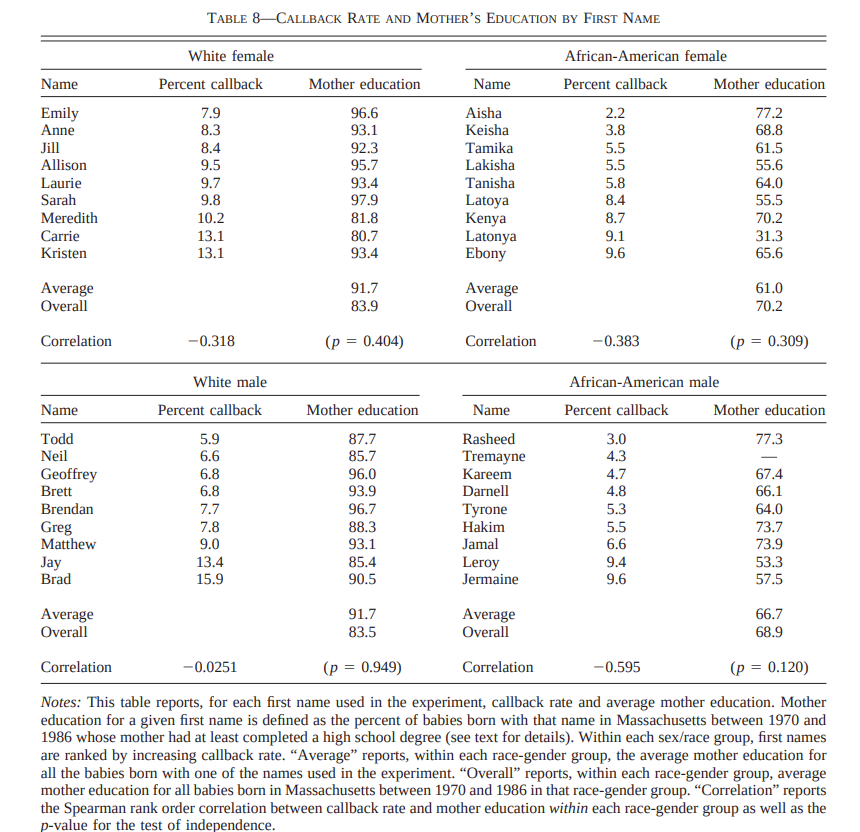 TABLE 8—CALLBACK RATE AND MOTHER'S EDUCATION BY FIRST NAME
White female African-American female
Name Percent callback Mother education Name Percent callback Mother education
Emily 7.9 96.6 Aisha 2.2 77.2
Anne 8.3 93.1 Keisha 3.8 68.8
Jill 8.4 92.3 Tamika 5.5 61.5
Allison 9.5 95.7 Lakisha 5.5 55.6
Laurie 9.7 93.4 Tanisha 5.8 64.0
Sarah 9.8 97.9 Latoya 8.4 55.5
Meredith 10.2 81.8 Kenya 8.7 70.2
Carrie 13.1 80.7 Latonya 9.1 31.3
Kristen 13.1 93.4 Ebony 9.6 65.6
Average 91.7 Average 61.0
Overall 83.9 Overall 70.2
Correlation −0.318 (p = 0.404) Correlation −0.383 (p = 0.309)
White male African-American male
Name Percent callback Mother education Name Percent callback Mother education
Todd 5.9 87.7 Rasheed 3.0 77.3
Neil 6.6 85.7 Tremayne 4.3 —
Geoffrey 6.8 96.0 Kareem 4.7 67.4
Brett 6.8 93.9 Darnell 4.8 66.1
Brendan 7.7 96.7 Tyrone 5.3 64.0
Greg 7.8 88.3 Hakim 5.5 73.7
Matthew 9.0 93.1 Jamal 6.6 73.9
Jay 13.4 85.4 Leroy 9.4 53.3
Brad 15.9 90.5 Jermaine 9.6 57.5
Average 91.7 Average 66.7
Overall 83.5 Overall 68.9
Correlation −0.0251 (p = 0.949) Correlation −0.595 (p = 0.120)
Notes: This table reports, for each first name used in the experiment, callback rate and average mother education. Mother
education for a given first name is defined as the percent of babies born with that name in Massachusetts between 1970 and
1986 whose mother had at least completed a high school degree (see text for details). Within each sex/race group, first names
are ranked by increasing callback rate. “Average” reports, within each race-gender group, the average mother education for
all the babies born with one of the names used in the experiment. “Overall” reports, within each race-gender group, average
mother education for all babies born in Massachusetts between 1970 and 1986 in that race-gender group. “Correlation” reports
the Spearman rank order correlation between callback rate and mother education within each race-gender group as well as the
p-value for the test of independence.